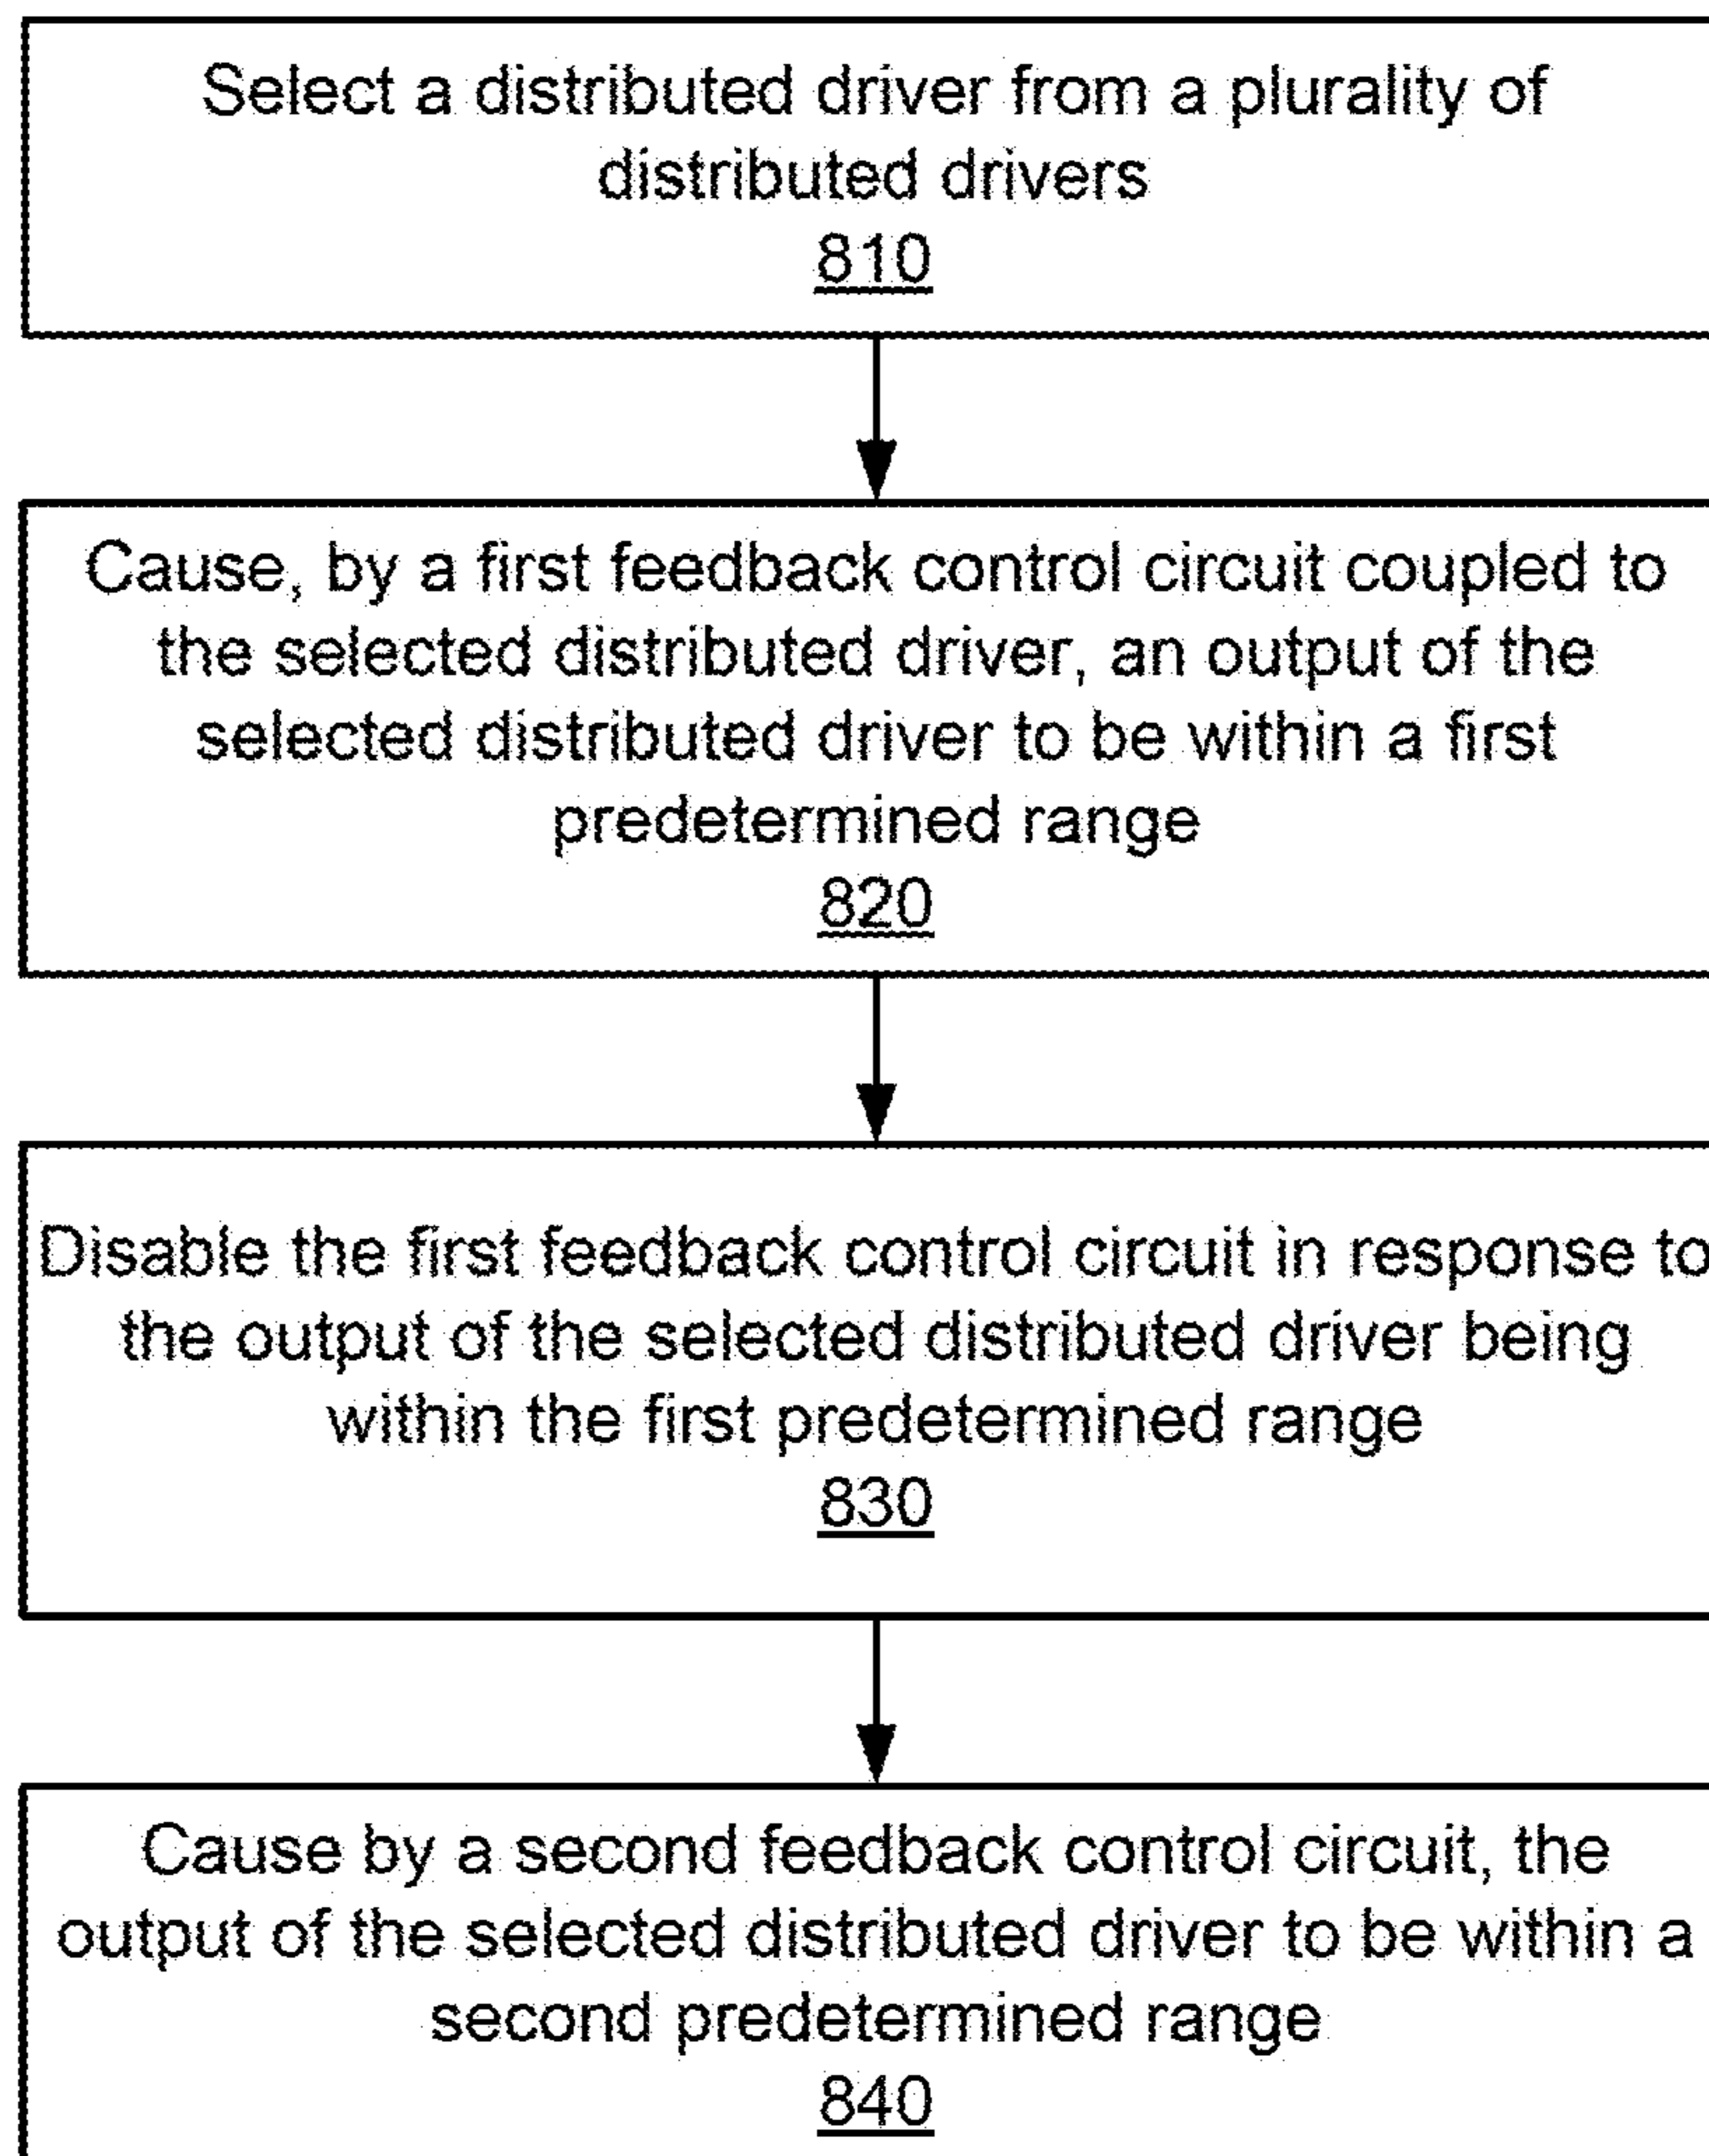 Select a distributed driver from a plurality of
distributed drivers
810
Cause, by a first feedback control circuit coupled to
the selected distributed driver, an output of the
selected distributed driver to be within a first
predetermined range
820
Disable the first feedback control circuit in response to
the output of the selected distributed driver being
within the first predetermined range
830
Cause by a second feedback control circuit, the
output of the selected distributed driver to be within a
second predetermined range
840